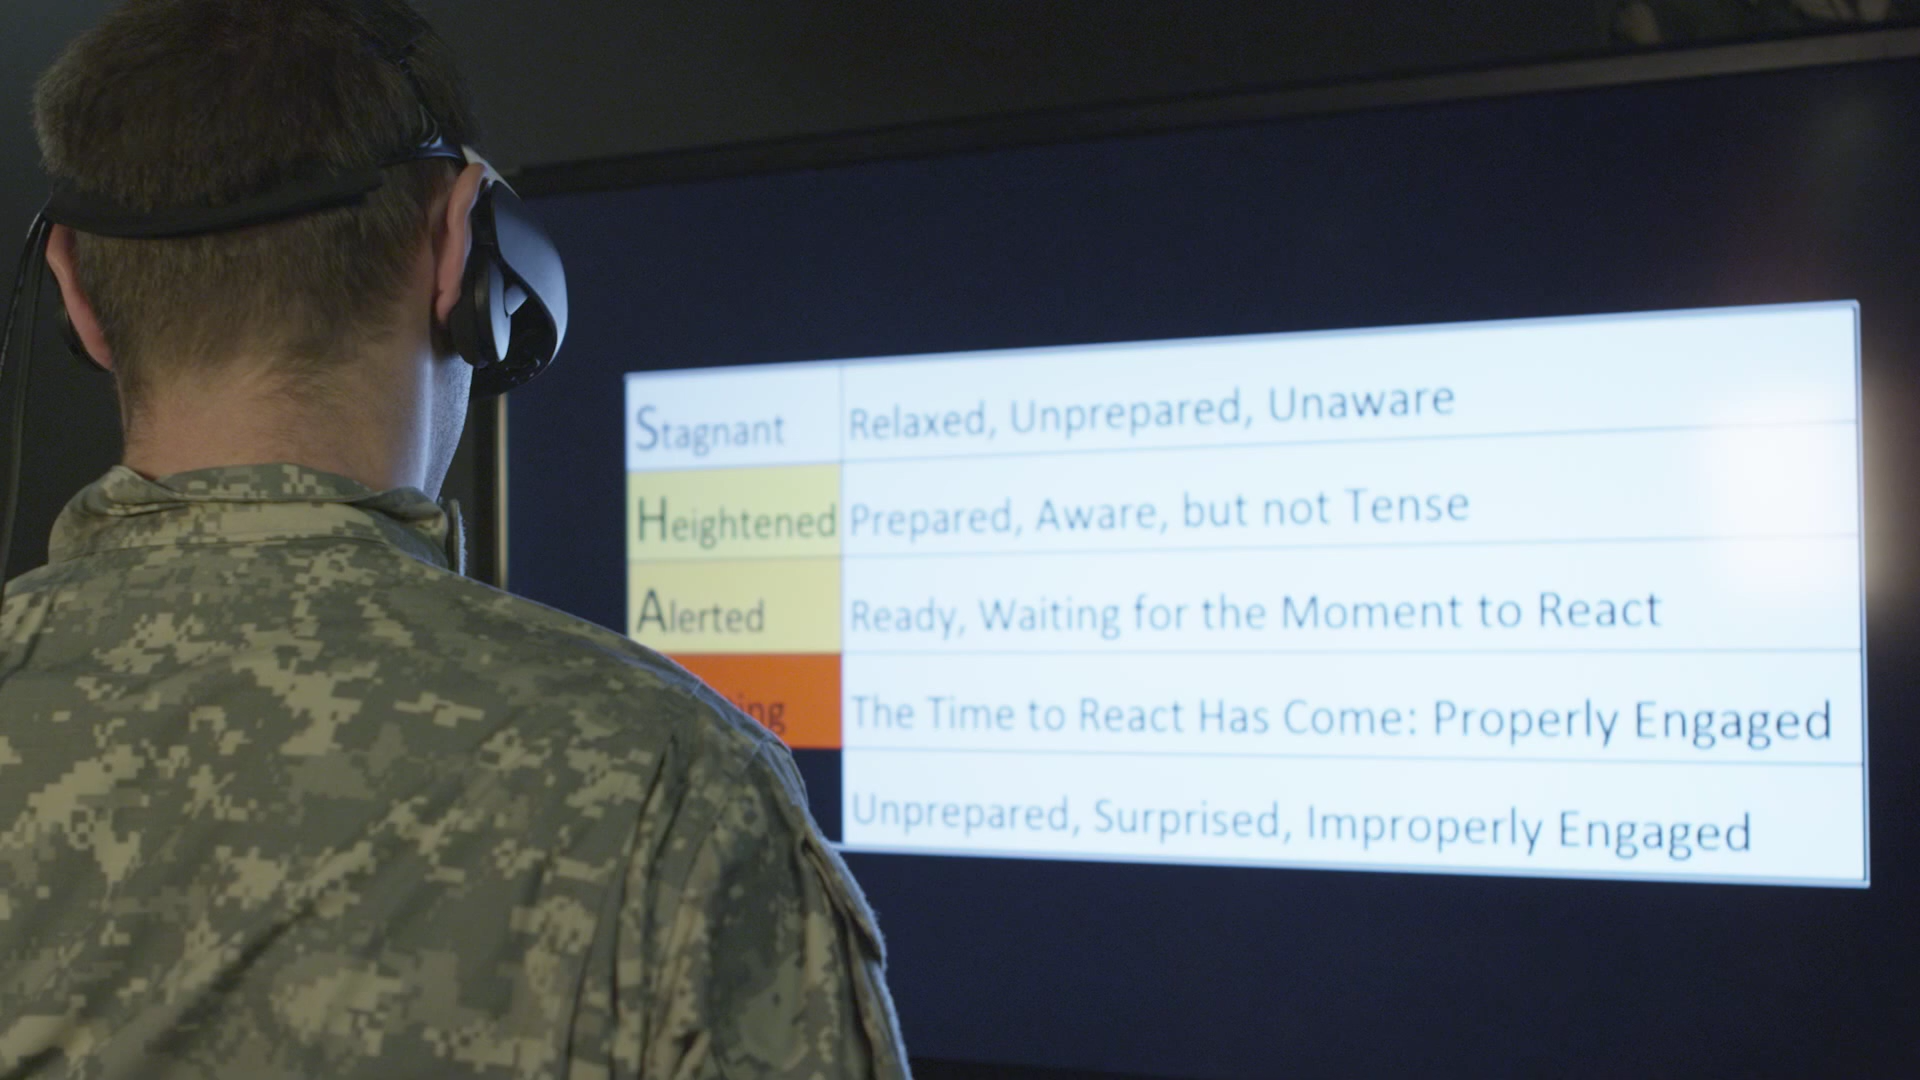 Stagnant Relaxed, Unprepared, Unaware
Heightened Prepared, Aware, but not Tense
Alerted Ready, Waiting for the Moment to React
The Time to React Has Come: Properly Engaged
Unprepared, Surprised, Improperly Engaged